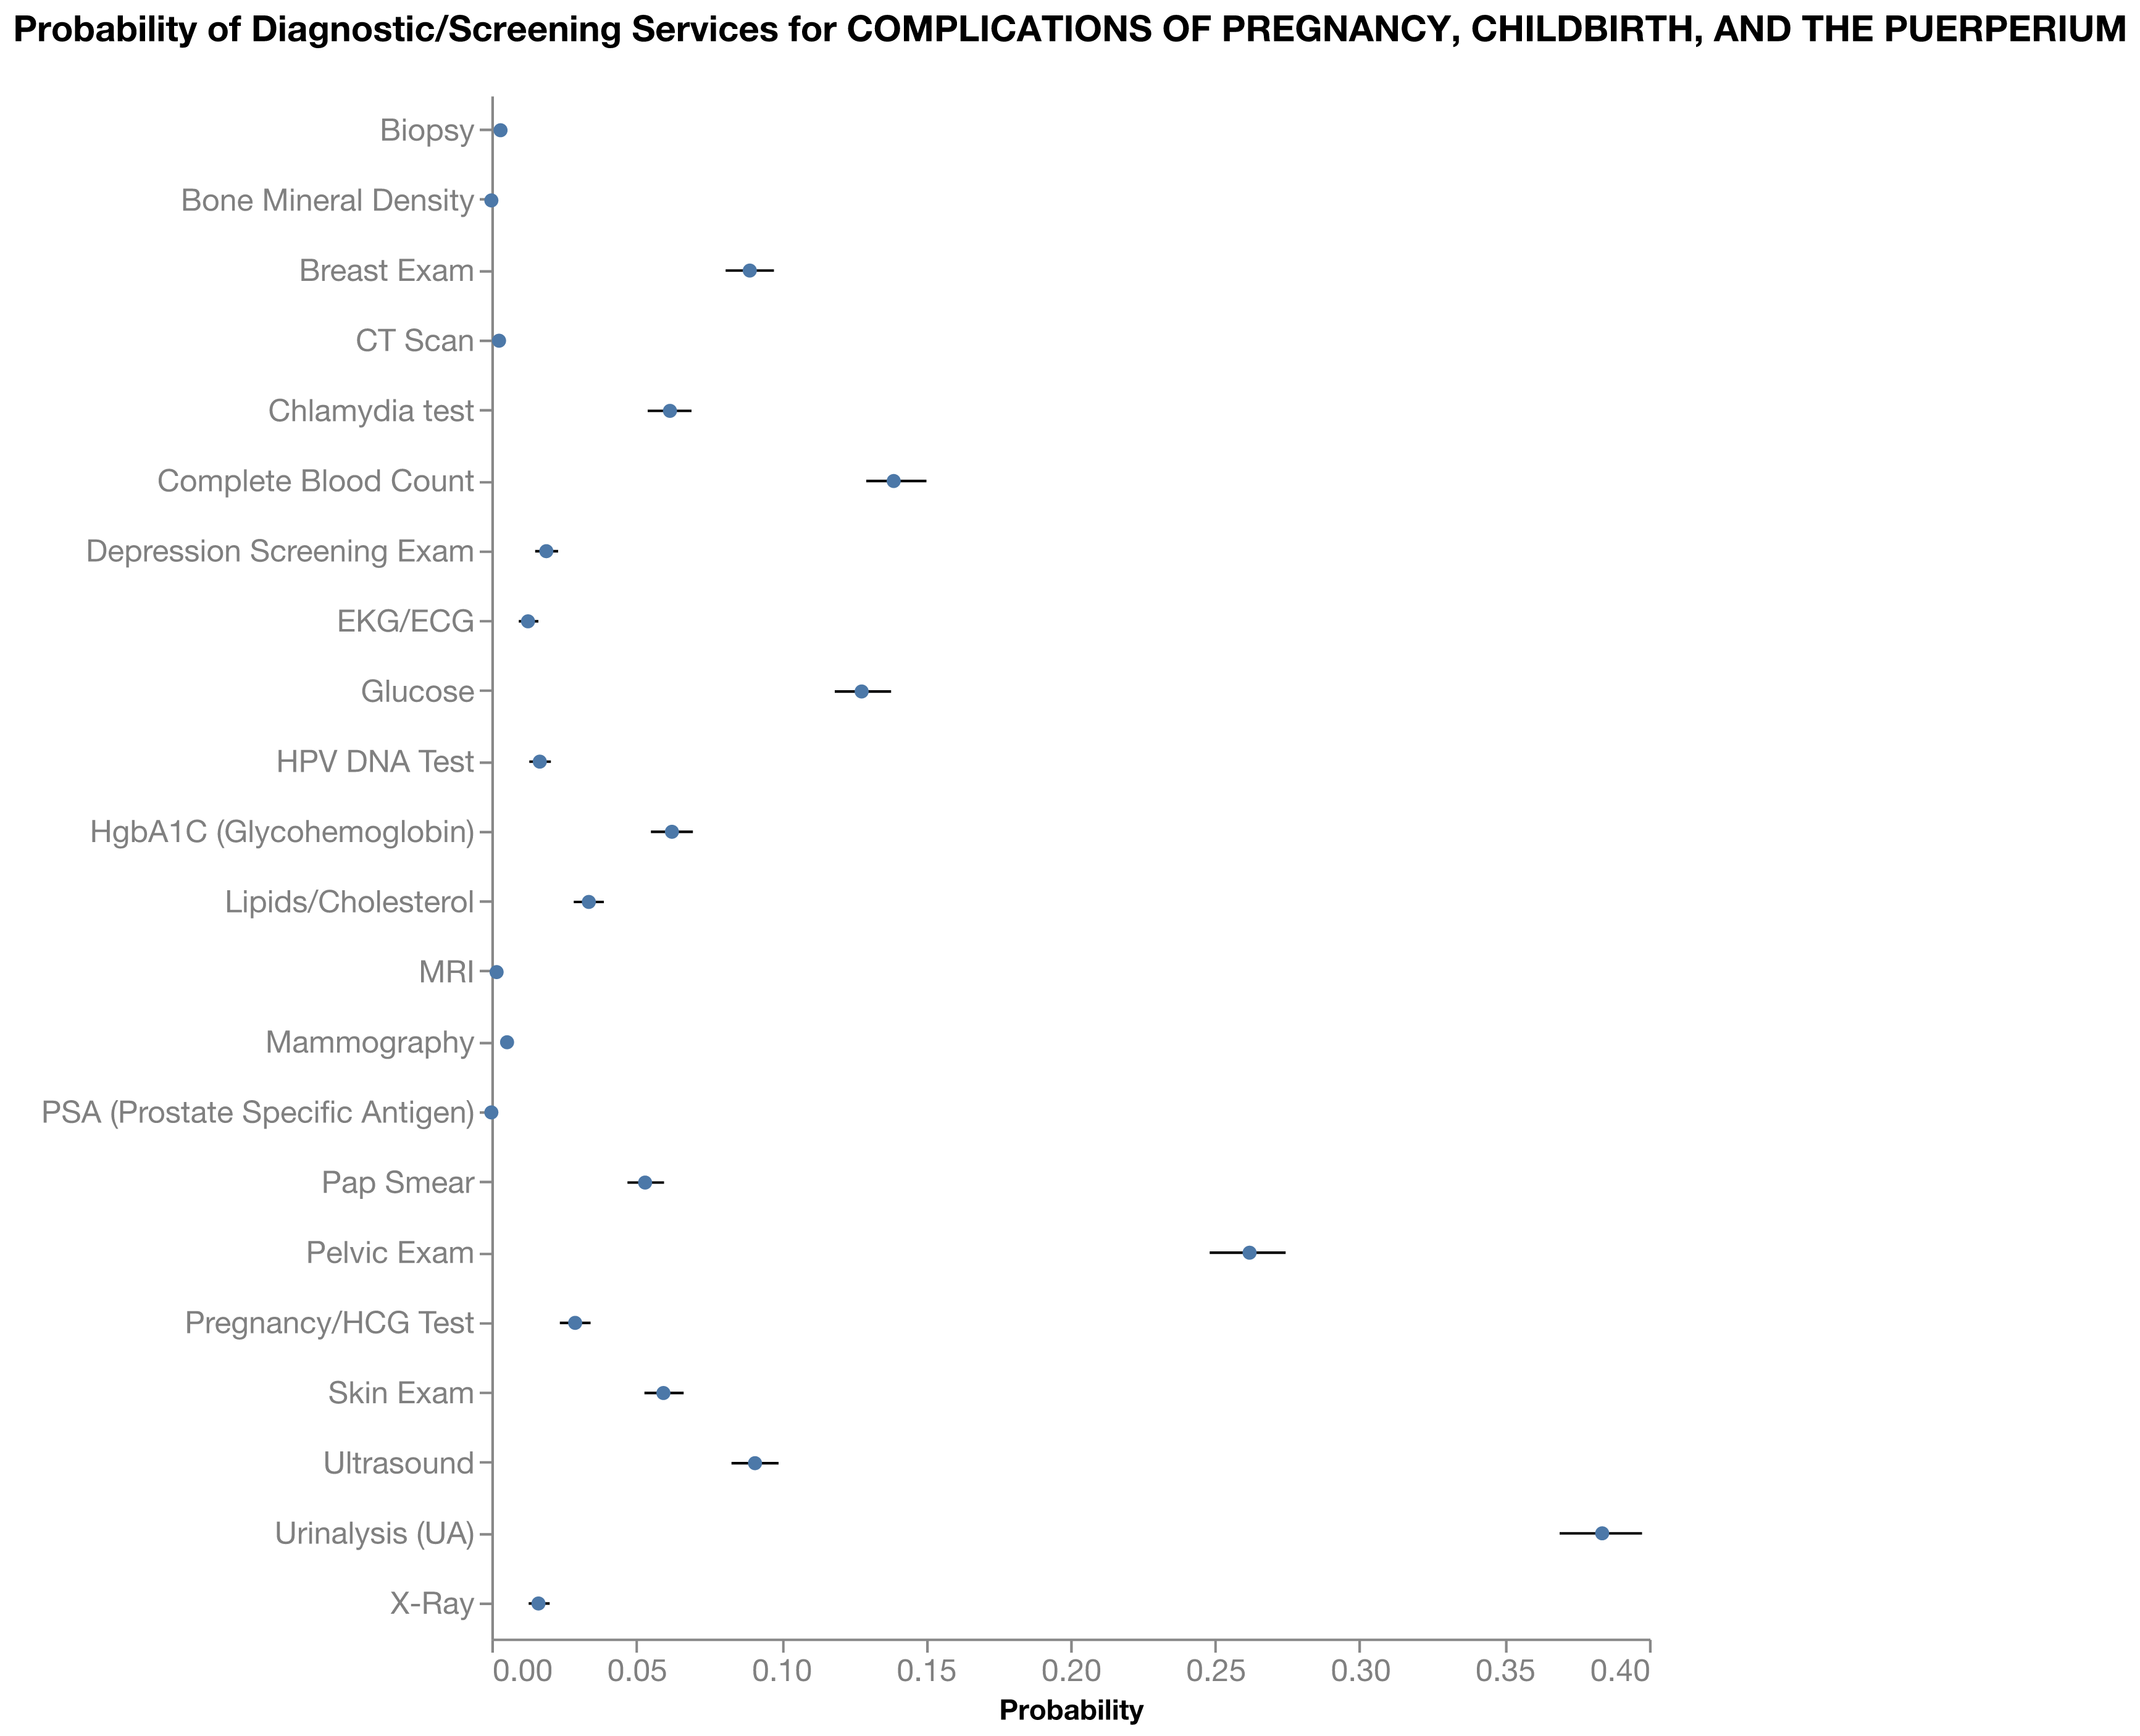 Probability of Diagnostic/Screening Services for COMPLICATIONS OF PREGNANCY, CHILDBIRTH, AND THE PUERPERIUM
Biopsy
Bone Mineral Density
Breast Exam
CT Scan
Chlamydia test
Complete Blood Count
Depression Screening Exam
EKG/ECG
Glucose
HPV DNA Test
HgbA1C (Glycohemoglobin)
Lipids/Cholesterol
MRI
Mammography
PSA (Prostate Specific Antigen)
Pap Smear
Pelvic Exam
Pregnancy/HCG Test
Skin Exam
Ultrasound
Urinalysis (UA)
X-Ray
0.00 0.05 0.10 0.15 0.20 0.25 0.30 0.35 0.40
Probability